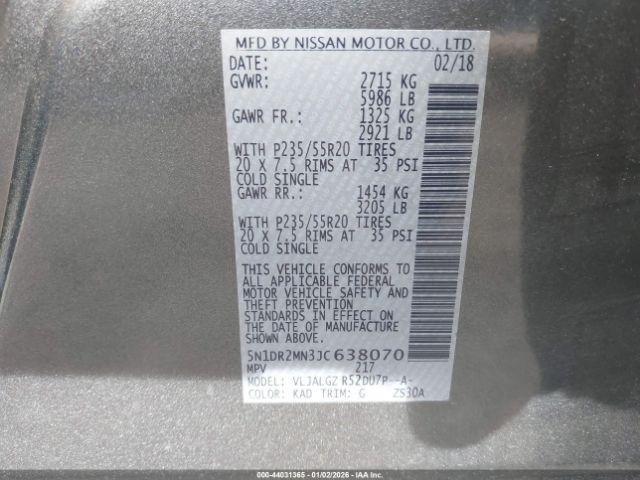 MFD BY NISSAN MOTOR CO., LTD.
DATE: 02/18
GVWR: 2715 KG
5986 LB
GAWR FR.: 1325 KG
2921 LB
WITH P235/55R20 TIRES
20 X 7.5 RIMS AT 35 PSI
COLD SINGLE
GAWR RR.: 1454 KG
3205 LB
WITH P235/55R20 TIRES
20 X 7.5 RIMS AT 35 PSI
COLD SINGLE
THIS VEHICLE CONFORMS TO
ALL APPLICABLE FEDERAL
MOTOR VEHICLE SAFETY AND
THEFT PREVENTION
STANDARDS IN EFFECT ON
DATE OF MANUFACTURE
SHOWN ABOVE.
5N1DR2MN3JC638070
MPV 217
MODEL: VLJALGZ R52DU7P--A-
COLOR: KAD TRIM: G ZS30A
000-44031365 | 01/02/2026 - IAA